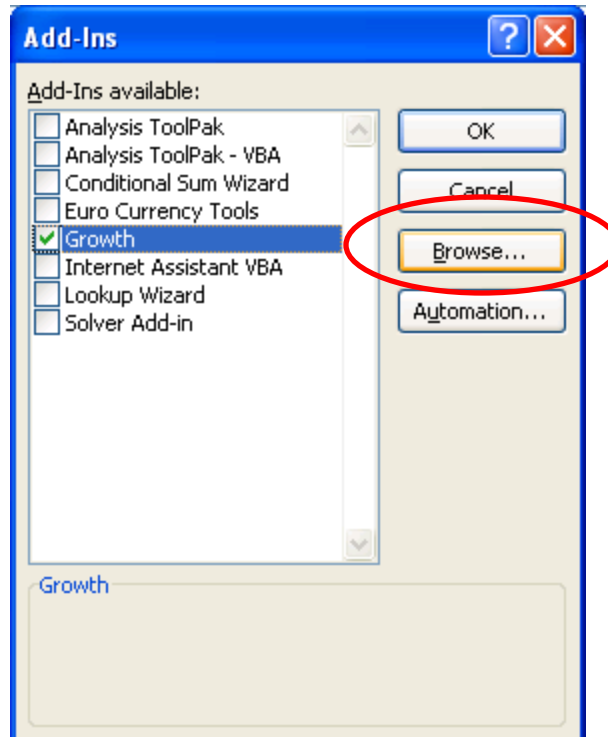 Add-Ins
Add-Ins available:
Analysis ToolPak
Analysis ToolPak - VBA
Conditional Sum Wizard
Euro Currency Tools
Growth
Internet Assistant VBA
Lookup Wizard
Solver Add-in
OK
Cancel
Browse...
Automation...
Growth